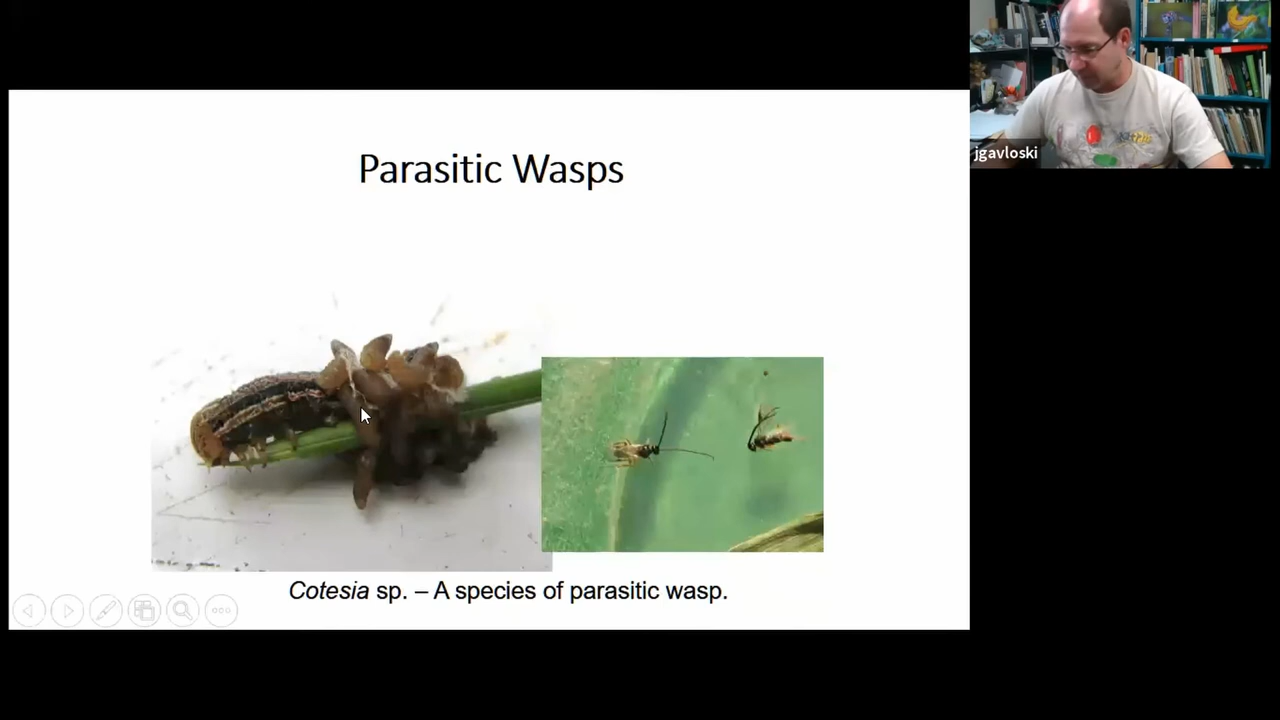 Parasitic Wasps
jgavloski
Cotesia sp. – A species of parasitic wasp.